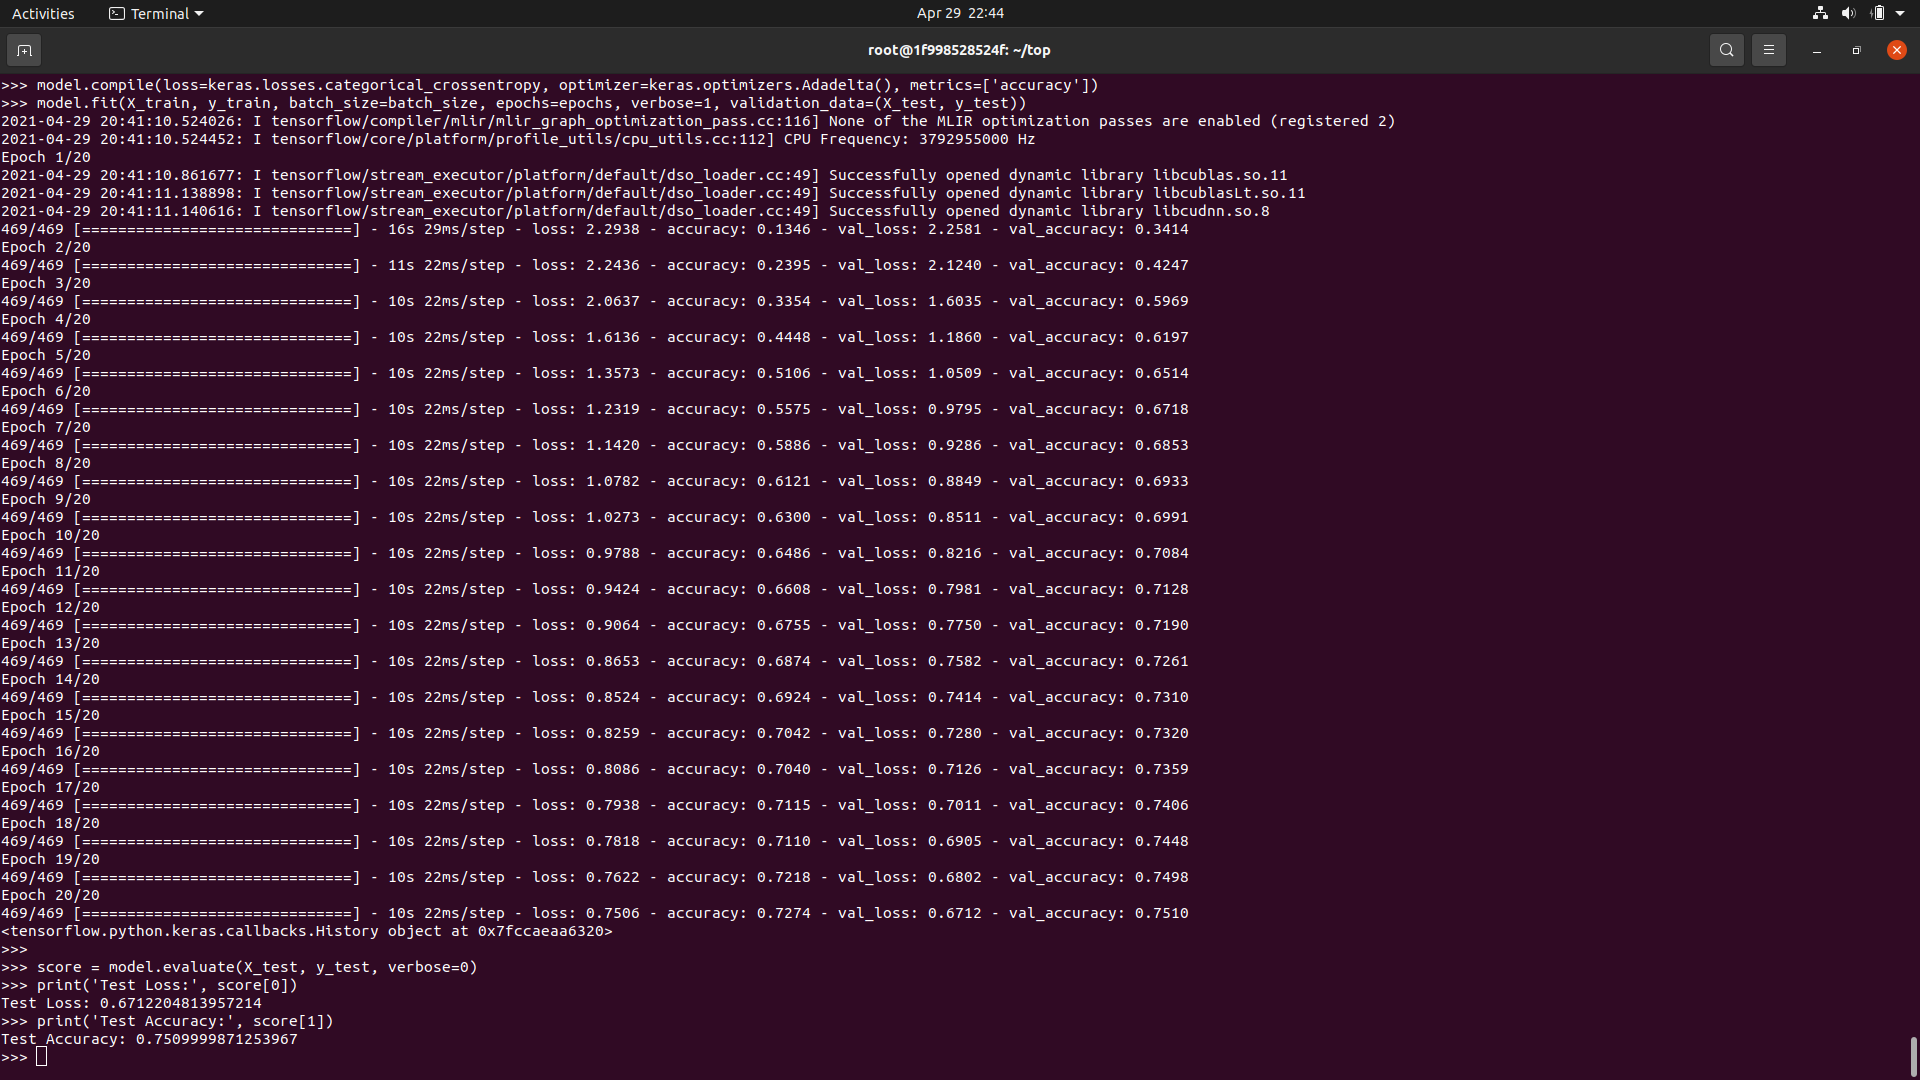 Activities Terminal Apr 29 22:44
root@1f998528524f: ~/top
>>> model.compile(loss=keras.losses.categorical_crossentropy, optimizer=keras.optimizers.Adadelta(), metrics=['accuracy'])
>>> model.fit(X_train, y_train, batch_size=batch_size, epochs=epochs, verbose=1, validation_data=(X_test, y_test))
2021-04-29 20:41:10.524026: I tensorflow/compiler/mlir/mlir_graph_optimization_pass.cc:116] None of the MLIR optimization passes are enabled (registered 2)
2021-04-29 20:41:10.524452: I tensorflow/core/platform/profile_utils/cpu_utils.cc:112] CPU Frequency: 3792955000 Hz
Epoch 1/20
2021-04-29 20:41:10.861677: I tensorflow/stream_executor/platform/default/dso_loader.cc:49] Successfully opened dynamic library libcublas.so.11
2021-04-29 20:41:11.138898: I tensorflow/stream_executor/platform/default/dso_loader.cc:49] Successfully opened dynamic library libcublasLt.so.11
2021-04-29 20:41:11.140616: I tensorflow/stream_executor/platform/default/dso_loader.cc:49] Successfully opened dynamic library libcudnn.so.8
469/469 [==============================] - 16s 29ms/step - loss: 2.2938 - accuracy: 0.1346 - val_loss: 2.2581 - val_accuracy: 0.3414
Epoch 2/20
469/469 [==============================] - 11s 22ms/step - loss: 2.2436 - accuracy: 0.2395 - val_loss: 2.1240 - val_accuracy: 0.4247
Epoch 3/20
469/469 [==============================] - 10s 22ms/step - loss: 2.0637 - accuracy: 0.3354 - val_loss: 1.6035 - val_accuracy: 0.5969
Epoch 4/20
469/469 [==============================] - 10s 22ms/step - loss: 1.6136 - accuracy: 0.4448 - val_loss: 1.1860 - val_accuracy: 0.6197
Epoch 5/20
469/469 [==============================] - 10s 22ms/step - loss: 1.3573 - accuracy: 0.5106 - val_loss: 1.0509 - val_accuracy: 0.6514
Epoch 6/20
469/469 [==============================] - 10s 22ms/step - loss: 1.2319 - accuracy: 0.5575 - val_loss: 0.9795 - val_accuracy: 0.6718
Epoch 7/20
469/469 [==============================] - 10s 22ms/step - loss: 1.1420 - accuracy: 0.5886 - val_loss: 0.9286 - val_accuracy: 0.6853
Epoch 8/20
469/469 [==============================] - 10s 22ms/step - loss: 1.0782 - accuracy: 0.6121 - val_loss: 0.8849 - val_accuracy: 0.6933
Epoch 9/20
469/469 [==============================] - 10s 22ms/step - loss: 1.0273 - accuracy: 0.6300 - val_loss: 0.8511 - val_accuracy: 0.6991
Epoch 10/20
469/469 [==============================] - 10s 22ms/step - loss: 0.9788 - accuracy: 0.6486 - val_loss: 0.8216 - val_accuracy: 0.7084
Epoch 11/20
469/469 [==============================] - 10s 22ms/step - loss: 0.9424 - accuracy: 0.6608 - val_loss: 0.7981 - val_accuracy: 0.7128
Epoch 12/20
469/469 [==============================] - 10s 22ms/step - loss: 0.9064 - accuracy: 0.6755 - val_loss: 0.7750 - val_accuracy: 0.7190
Epoch 13/20
469/469 [==============================] - 10s 22ms/step - loss: 0.8653 - accuracy: 0.6874 - val_loss: 0.7582 - val_accuracy: 0.7261
Epoch 14/20
469/469 [==============================] - 10s 22ms/step - loss: 0.8524 - accuracy: 0.6924 - val_loss: 0.7414 - val_accuracy: 0.7310
Epoch 15/20
469/469 [==============================] - 10s 22ms/step - loss: 0.8259 - accuracy: 0.7042 - val_loss: 0.7280 - val_accuracy: 0.7320
Epoch 16/20
469/469 [==============================] - 10s 22ms/step - loss: 0.8086 - accuracy: 0.7040 - val_loss: 0.7126 - val_accuracy: 0.7359
Epoch 17/20
469/469 [==============================] - 10s 22ms/step - loss: 0.7938 - accuracy: 0.7115 - val_loss: 0.7011 - val_accuracy: 0.7406
Epoch 18/20
469/469 [==============================] - 10s 22ms/step - loss: 0.7818 - accuracy: 0.7110 - val_loss: 0.6905 - val_accuracy: 0.7448
Epoch 19/20
469/469 [==============================] - 10s 22ms/step - loss: 0.7622 - accuracy: 0.7218 - val_loss: 0.6802 - val_accuracy: 0.7498
Epoch 20/20
469/469 [==============================] - 10s 22ms/step - loss: 0.7506 - accuracy: 0.7274 - val_loss: 0.6712 - val_accuracy: 0.7510
<tensorflow.python.keras.callbacks.History object at 0x7fccaeaa6320>
>>>
>>> score = model.evaluate(X_test, y_test, verbose=0)
>>> print('Test Loss:', score[0])
Test Loss: 0.6712204813957214
>>> print('Test Accuracy:', score[1])
Test Accuracy: 0.7509999871253967
>>>